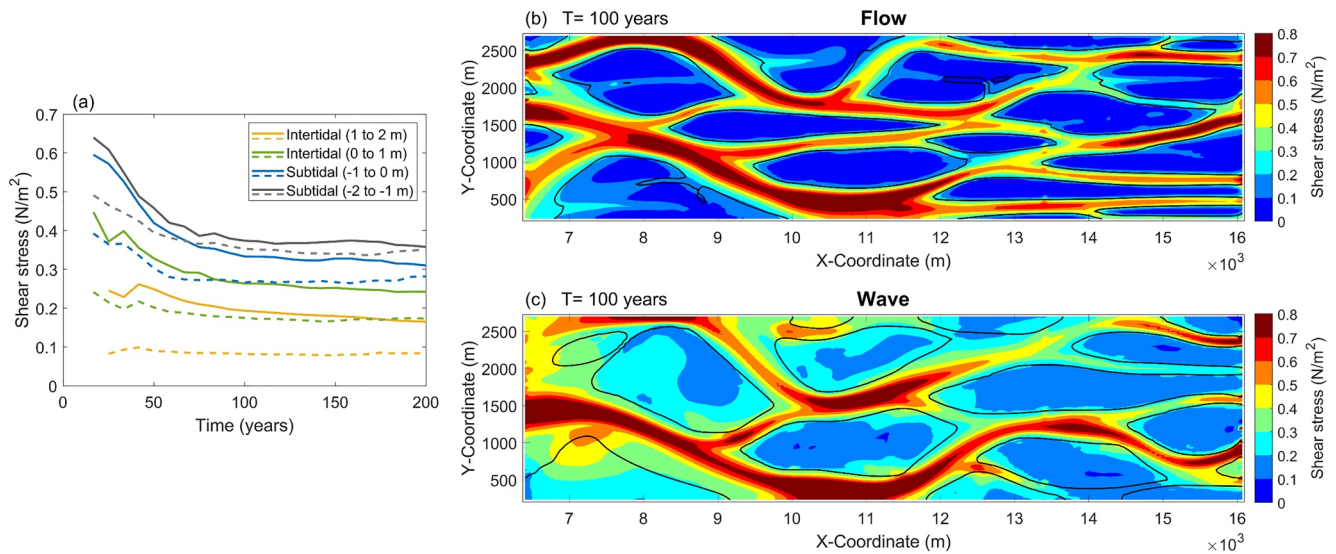 (a)
Shear stress (N/m²)
0.7
0.6
0.5
0.4
0.3
0.2
0.1
0
0 50 100 150 200
Time (years)
Intertidal (1 to 2 m)
Intertidal (0 to 1 m)
Subtidal (-1 to 0 m)
Subtidal (-2 to -1 m)
(b) T= 100 years Flow
Y-Coordinate (m)
2500
2000
1500
1000
500
7 8 9 10 11 12 13 14 15 16
X-Coordinate (m) ×10³
0.8
0.7
0.6
0.5
0.4
0.3
0.2
0.1
0
Shear stress (N/m²)
(c) T= 100 years Wave
Y-Coordinate (m)
2500
2000
1500
1000
500
7 8 9 10 11 12 13 14 15 16
X-Coordinate (m) ×10³
0.8
0.7
0.6
0.5
0.4
0.3
0.2
0.1
0
Shear stress (N/m²)